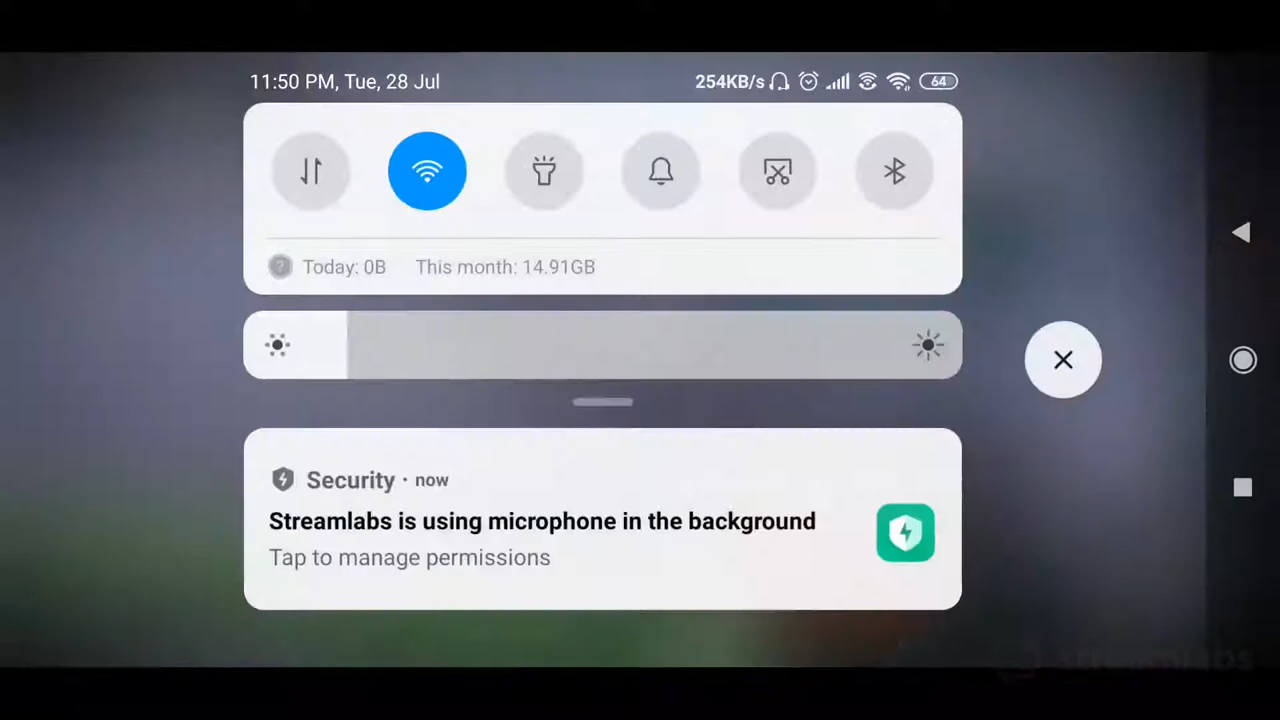 11:50 PM, Tue, 28 Jul 254KB/s 64
Today: 0B This month: 14.91GB
Security · now
Streamlabs is using microphone in the background
Tap to manage permissions
streamlabs